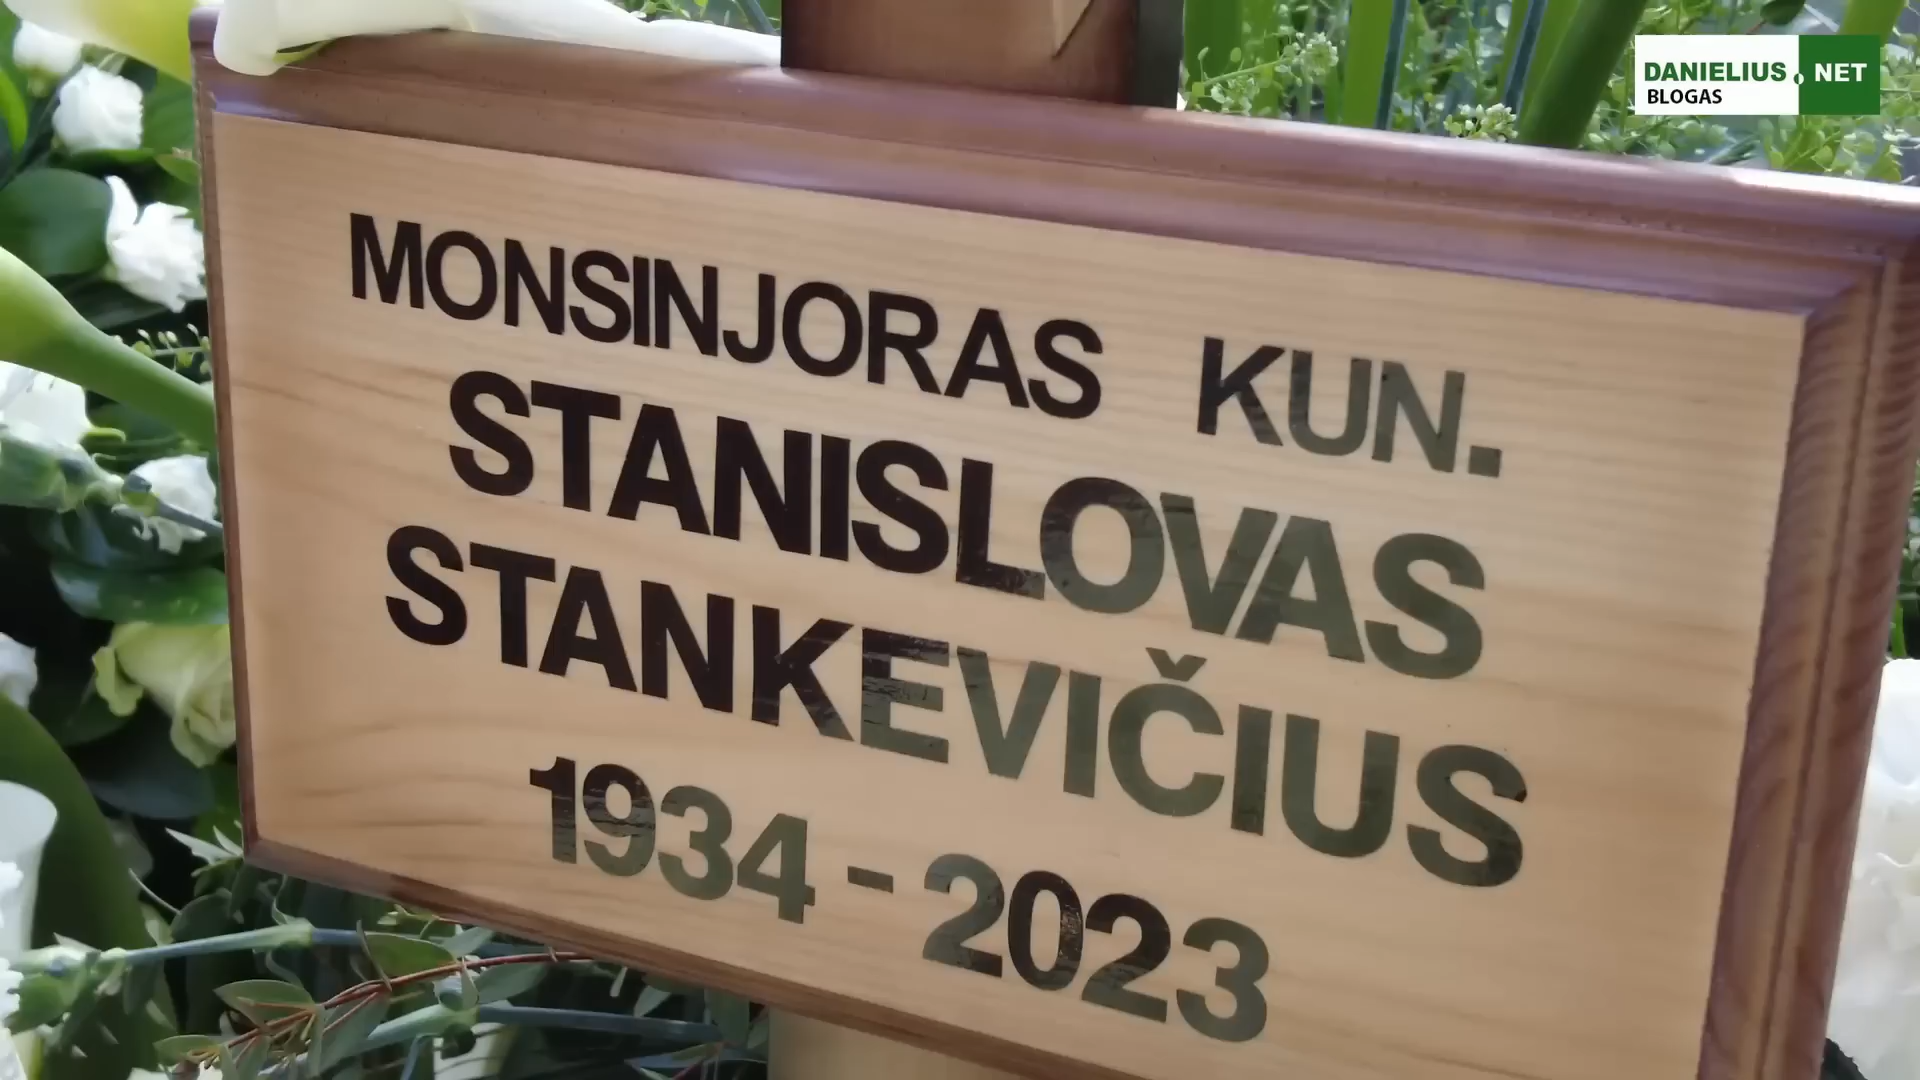 DANIELIUS.NET
BLOGAS
MONSINJORAS KUN.
STANISLOVAS
STANKEVIČIUS
1934 - 2023